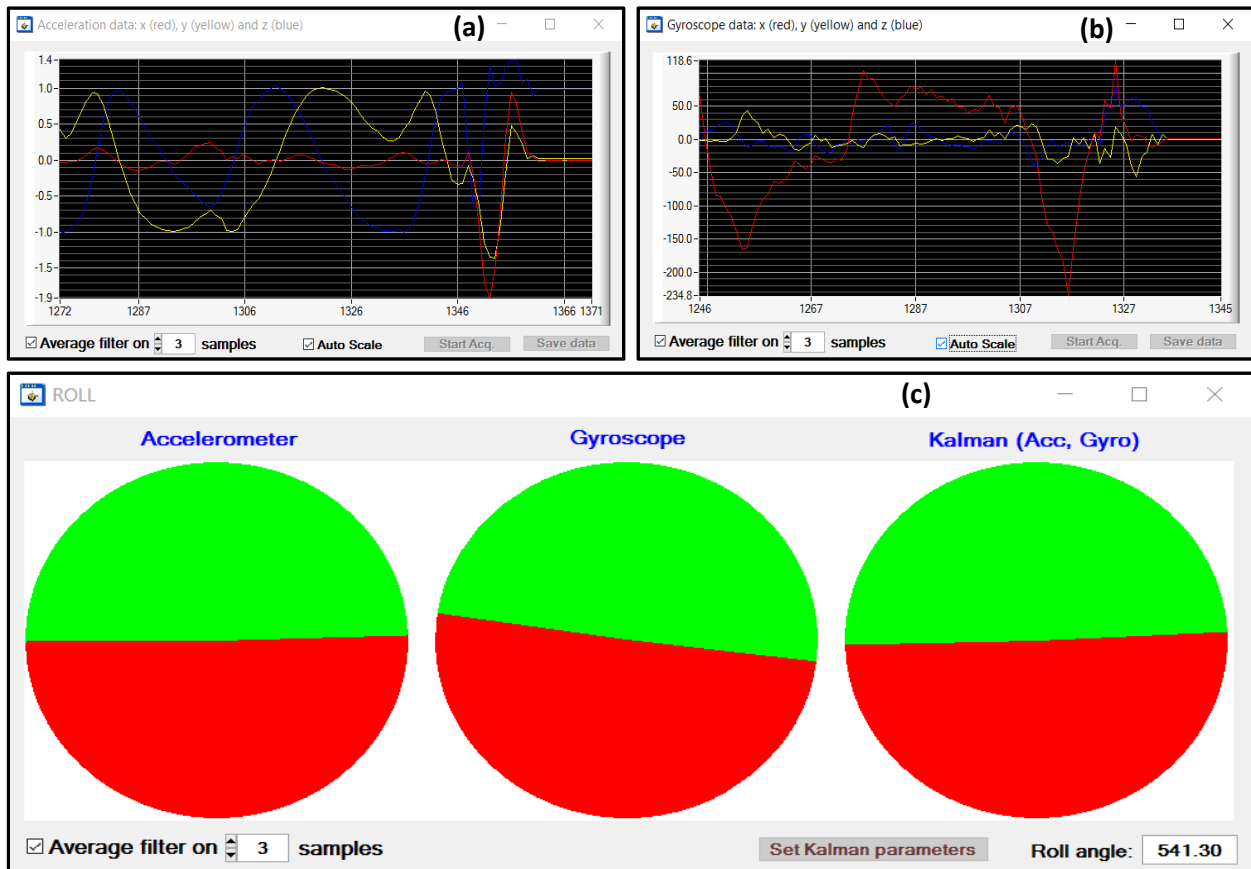 Acceleration data: x (red), y (yellow) and z (blue)
(a)
1.4
1.0
0.5
0.0
-0.5
-1.0
-1.5
-1.9
1272 1287 1306 1326 1346 1366 1371
Average filter on 3 samples Auto Scale Start Acq. Save data
Gyroscope data: x (red), y (yellow) and z (blue)
(b)
118.6
50.0
0.0
-50.0
-100.0
-150.0
-200.0
-234.8
1246 1267 1287 1307 1327 1345
Average filter on 3 samples Auto Scale Start Acq. Save data
ROLL
(c)
Accelerometer Gyroscope Kalman (Acc, Gyro)
Average filter on 3 samples Set Kalman parameters Roll angle: 541.30